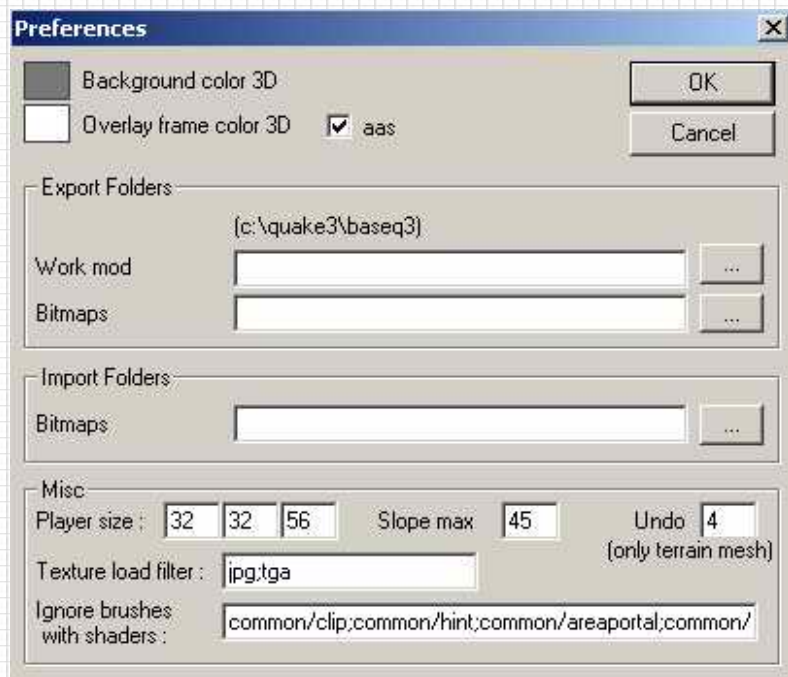 Preferences
Background color 3D
OK
Overlay frame color 3D aas
Cancel
Export Folders
(c:\quake3\baseq3)
Work mod ...
Bitmaps ...
Import Folders
Bitmaps ...
Misc
Player size : 32 32 56 Slope max 45 Undo 4
(only terrain mesh)
Texture load filter : jpg;tga
Ignore brushes
with shaders : common/clip;common/hint;common/areaportal;common/